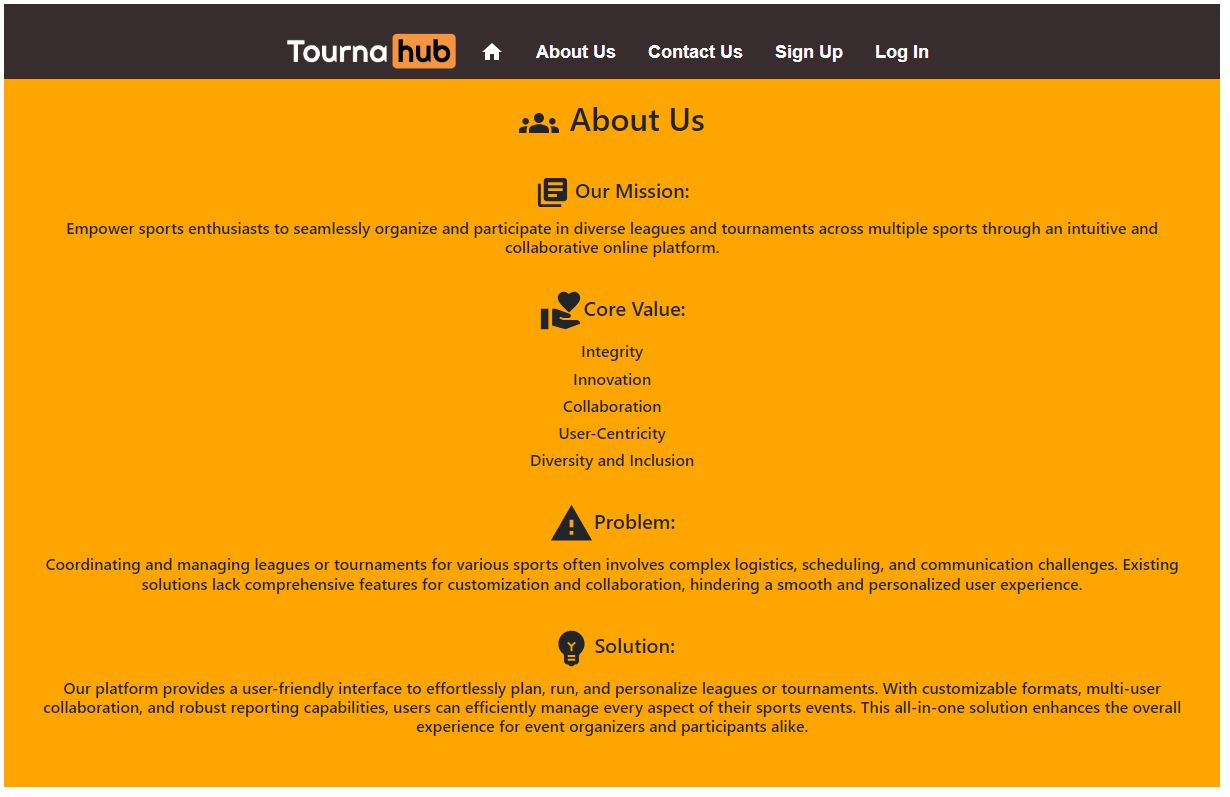 Tourna hub About Us Contact Us Sign Up Log In
About Us
Our Mission:
Empower sports enthusiasts to seamlessly organize and participate in diverse leagues and tournaments across multiple sports through an intuitive and
collaborative online platform.
Core Value:
Integrity
Innovation
Collaboration
User-Centricity
Diversity and Inclusion
Problem:
Coordinating and managing leagues or tournaments for various sports often involves complex logistics, scheduling, and communication challenges. Existing
solutions lack comprehensive features for customization and collaboration, hindering a smooth and personalized user experience.
Solution:
Our platform provides a user-friendly interface to effortlessly plan, run, and personalize leagues or tournaments. With customizable formats, multi-user
collaboration, and robust reporting capabilities, users can efficiently manage every aspect of their sports events. This all-in-one solution enhances the overall
experience for event organizers and participants alike.